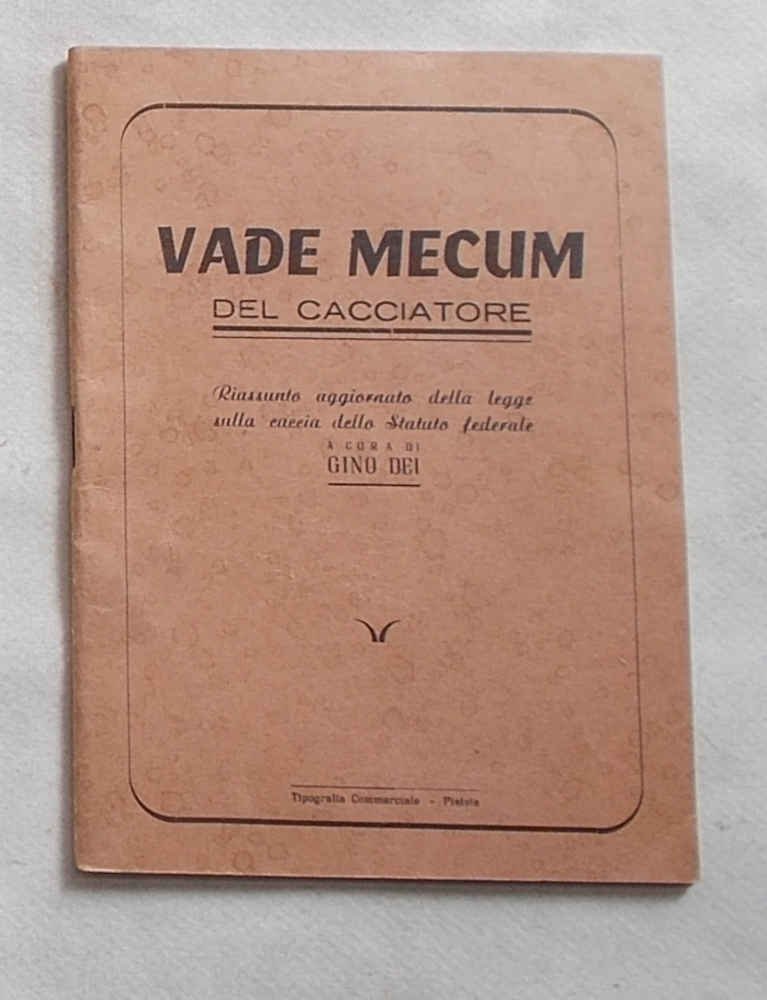 VADE MECUM
DEL CACCIATORE
Riassunto aggiornato della legge
sulla caccia dello Statuto federale
A CURA DI
GINO DEI
Tipografia Commerciale - Pistoia